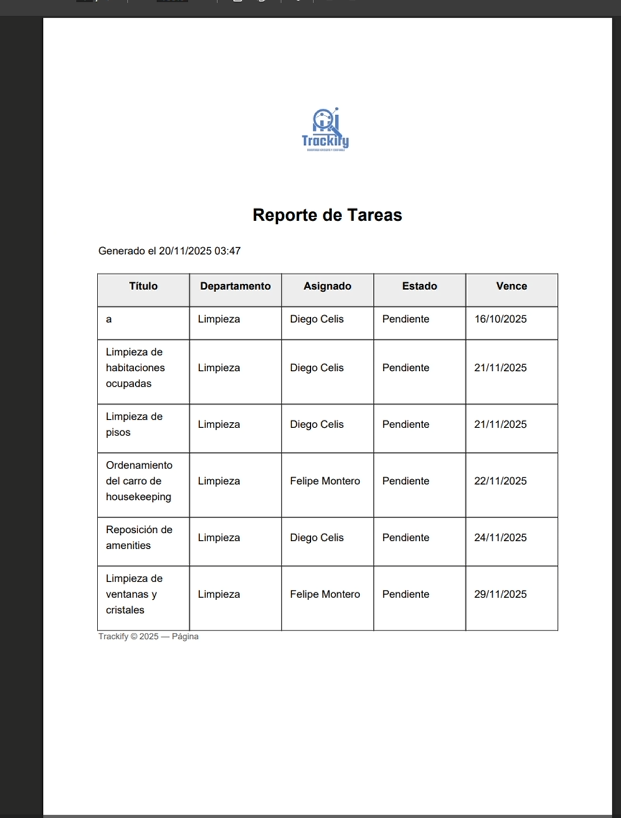 Trackify
Reporte de Tareas
Generado el 20/11/2025 03:47
Título Departamento Asignado Estado Vence
a Limpieza Diego Celis Pendiente 16/10/2025
Limpieza de
habitaciones
ocupadas
Limpieza Diego Celis Pendiente 21/11/2025
Limpieza de
pisos
Limpieza Diego Celis Pendiente 21/11/2025
Ordenamiento
del carro de
housekeeping
Limpieza Felipe Montero Pendiente 22/11/2025
Reposición de
amenities
Limpieza Diego Celis Pendiente 24/11/2025
Limpieza de
ventanas y
cristales
Limpieza Felipe Montero Pendiente 29/11/2025
Trackify © 2025 — Página